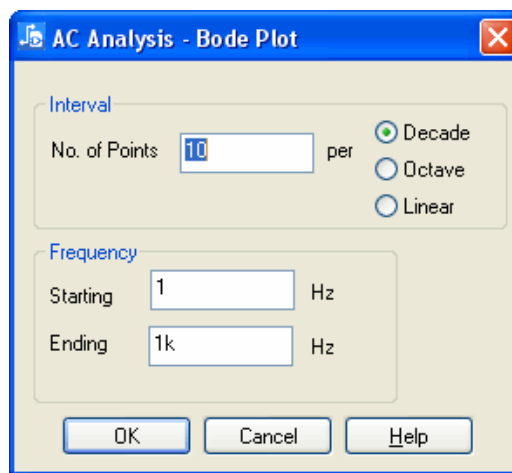 AC Analysis - Bode Plot
Interval
No. of Points 10 per
Decade
Octave
Linear
Frequency
Starting 1 Hz
Ending 1k Hz
OK Cancel Help